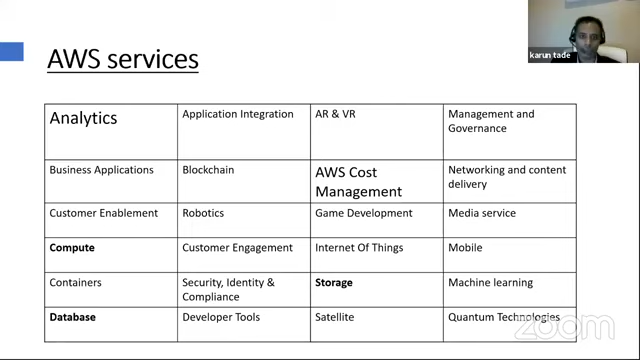 karun tade
AWS services
Analytics
Application Integration
AR & VR
Management and
Governance
Business Applications
Blockchain
AWS Cost
Management
Networking and content
delivery
Customer Enablement
Robotics
Game Development
Media service
Compute
Customer Engagement
Internet Of Things
Mobile
Containers
Security, Identity &
Compliance
Storage
Machine learning
Database
Developer Tools
Satellite
Quantum Technologies
zoom